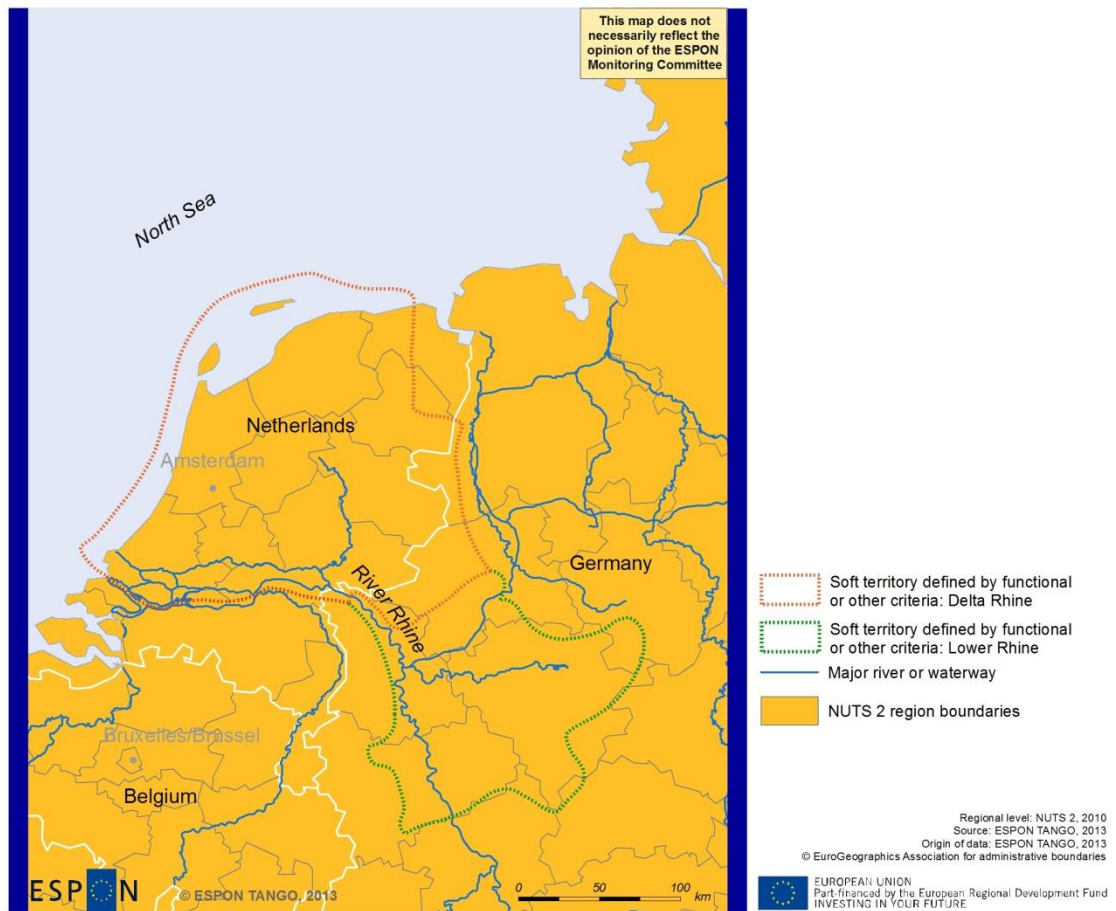 This map does not
necessarily reflect the
opinion of the ESPON
Monitoring Committee
North Sea
Netherlands
Amsterdam
River Rhine
Germany
Bruxelles/Brussel
Belgium
Soft territory defined by functional
or other criteria: Delta Rhine
Soft territory defined by functional
or other criteria: Lower Rhine
Major river or waterway
NUTS 2 region boundaries
Regional level: NUTS 2, 2010
Source: ESPON TANGO, 2013
Origin of data: ESPON TANGO, 2013
© EuroGeographics Association for administrative boundaries
ESPON
© ESPON TANGO, 2013
0 50 100
km
EUROPEAN UNION
Part-financed by the European Regional Development Fund
INVESTING IN YOUR FUTURE